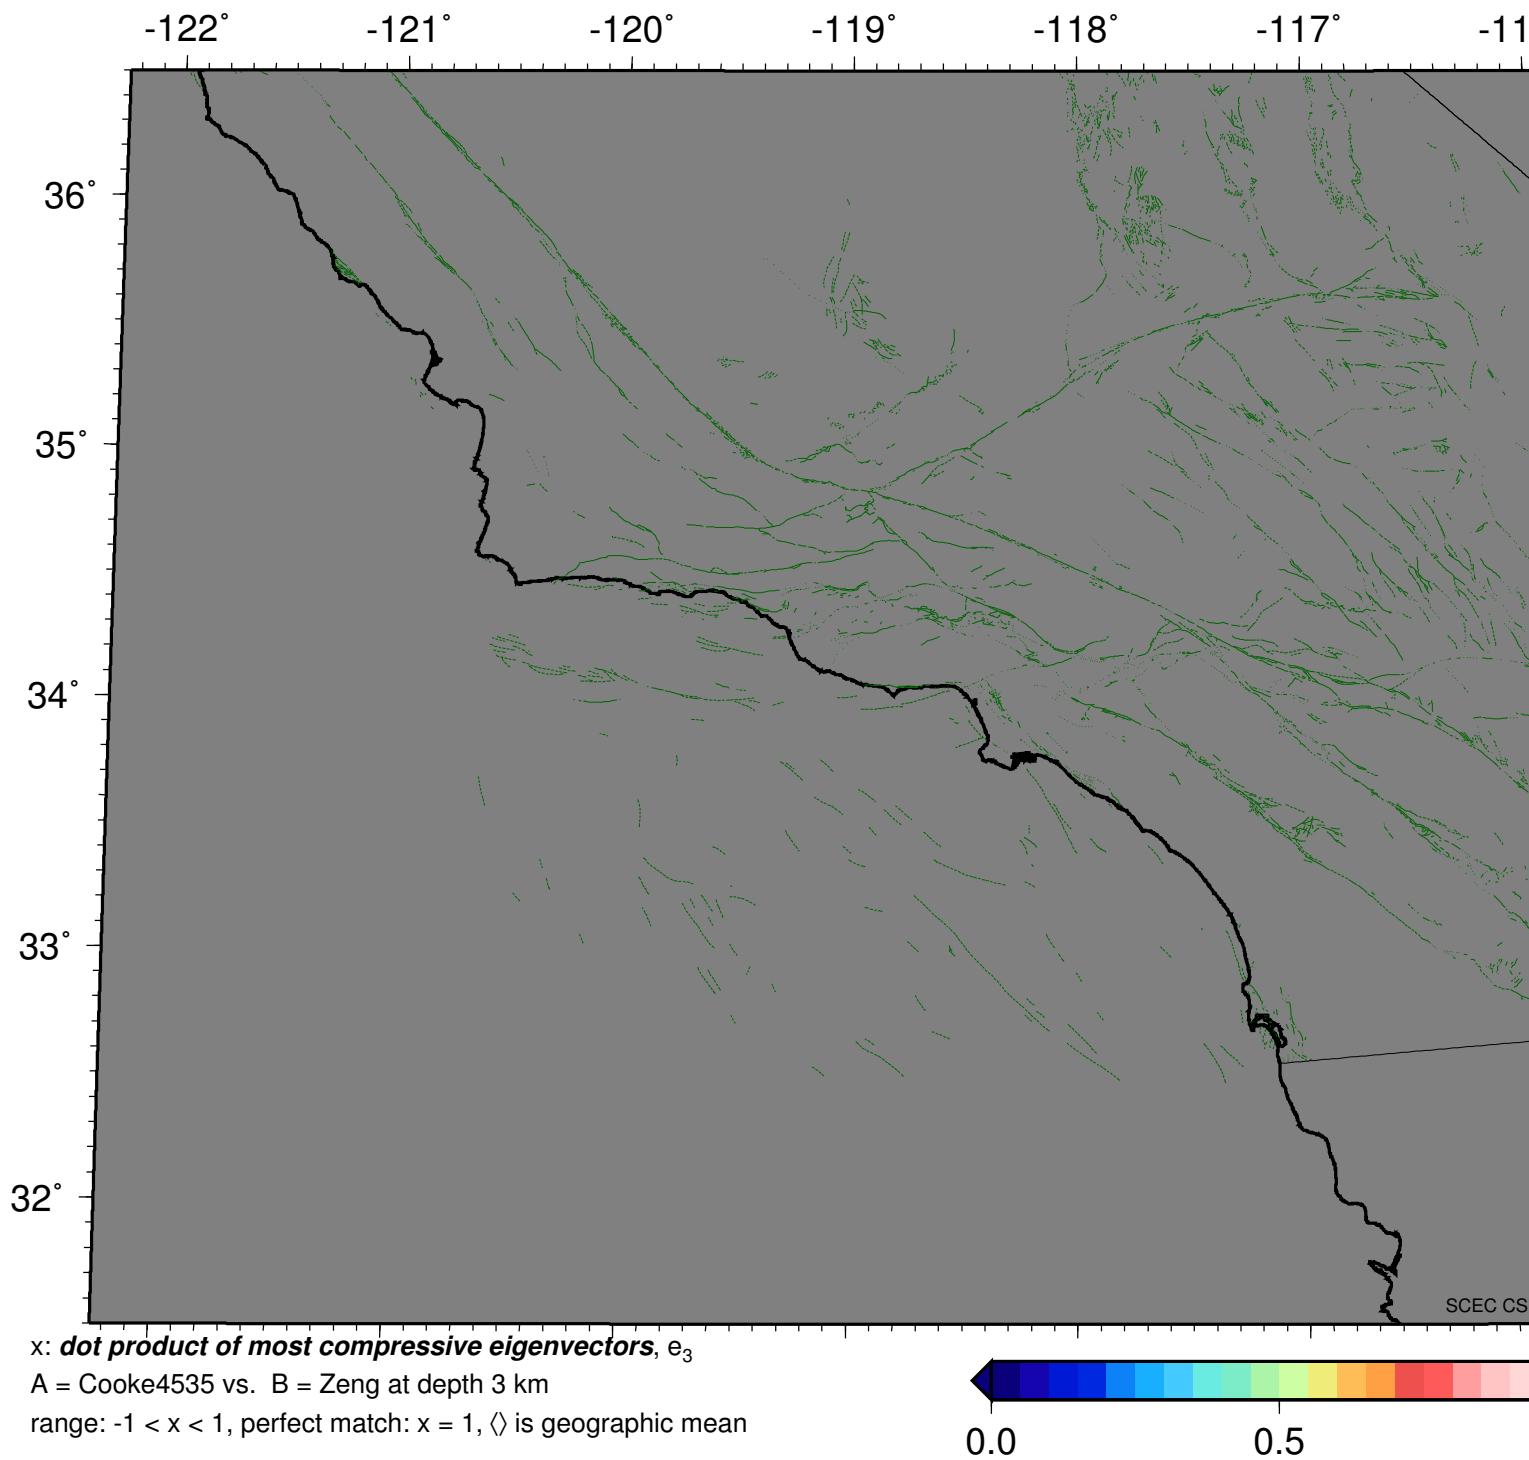 -122° -121° -120° -119° -118° -117° -11
36°
35°
34°
33°
32°
SCEC CS
x: dot product of most compressive eigenvectors, e3
A = Cooke4535 vs. B = Zeng at depth 3 km
range: -1 < x < 1, perfect match: x = 1, ⟨⟩ is geographic mean
0.0 0.5